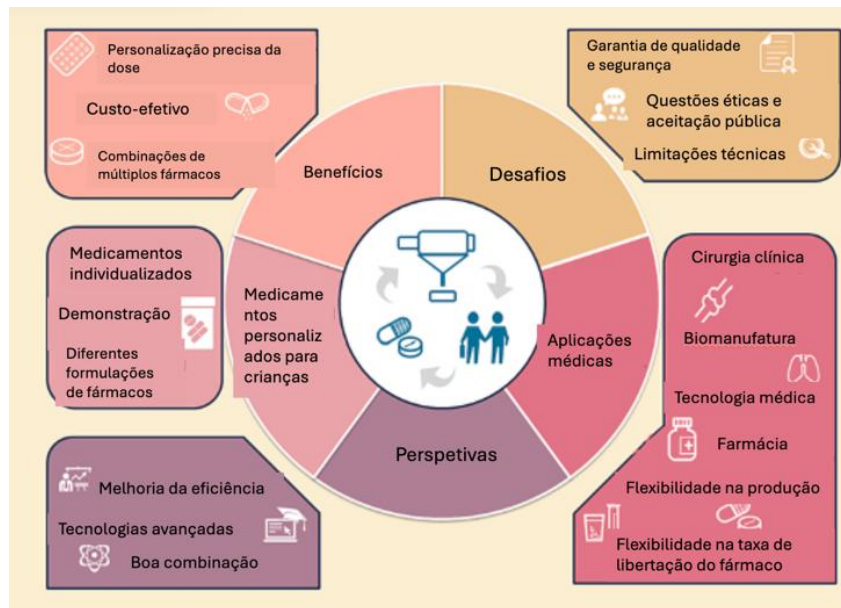 Personalização precisa da
dose
Custo-efetivo
Combinações de
múltiplos fármacos
Garantia de qualidade
e segurança
Questões éticas e
aceitação pública
Limitações técnicas
Benefícios
Desafios
Medicamentos
individualizados
Demonstração
Diferentes
formulações
de fármacos
Medicame
ntos
personaliz
ados para
crianças
Aplicações
médicas
Perspetivas
Cirurgia clínica
Biomanufatura
Tecnologia médica
Farmácia
Flexibilidade na produção
Flexibilidade na taxa de
libertação do fármaco
Melhoria da eficiência
Tecnologias avançadas
Boa combinação